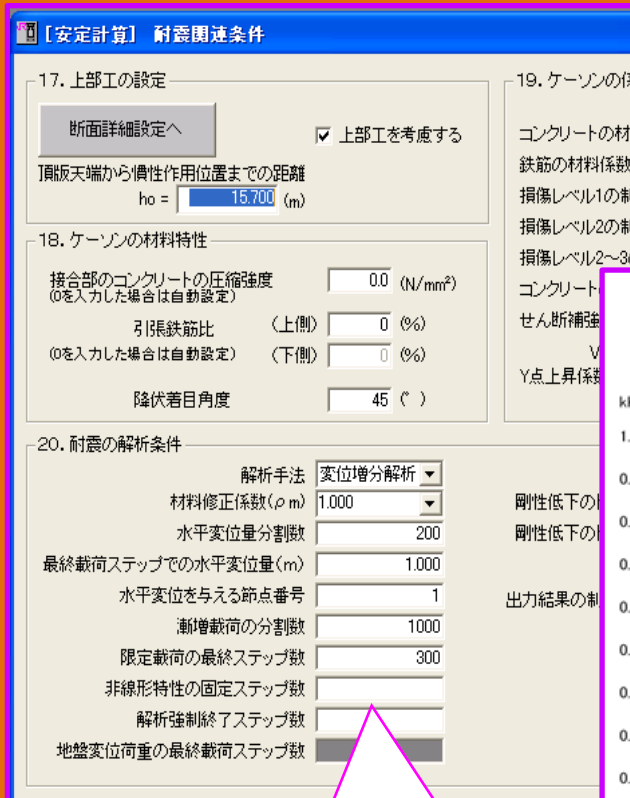 [安定計算] 耐震関連条件
17. 上部工の設定
断面詳細設定へ
上部工を考慮する
頂版天端から慣性作用位置までの距離
ho = 15.700 (m)
18. ケーソンの材料特性
接合部のコンクリートの圧縮強度 0.0 (N/mm²)
(0を入力した場合は自動設定)
引張鉄筋比 (上側) 0 (%)
(0を入力した場合は自動設定) (下側) 0 (%)
降伏着目角度 45 (° )
19. ケーソンの
コンクリートの材
鉄筋の材料係数
損傷レベル1の制
損傷レベル2の制
損傷レベル2~3
コンクリート
せん断補強
V
Y点上昇係数
20. 耐震の解析条件
解析手法 変位増分解析
材料修正係数(ρm) 1.000
水平変位量分割数 200
最終載荷ステップでの水平変位量(m) 1.000
水平変位を与える節点番号 1
漸増載荷の分割数 1000
限定載荷の最終ステップ数 300
非線形特性の固定ステップ数
解析強制終了ステップ数
地盤変位荷重の最終載荷ステップ数
剛性低下の
剛性低下の
出力結果の制
1.
0.
0.
0.
0.
0.
0.
0.
0.